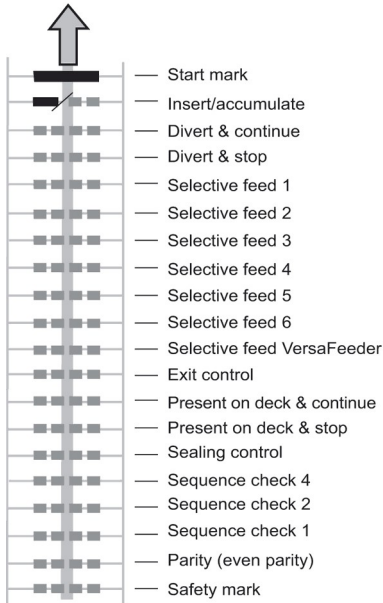 Start mark
Insert/accumulate
Divert & continue
Divert & stop
Selective feed 1
Selective feed 2
Selective feed 3
Selective feed 4
Selective feed 5
Selective feed 6
Selective feed VersaFeeder
Exit control
Present on deck & continue
Present on deck & stop
Sealing control
Sequence check 4
Sequence check 2
Sequence check 1
Parity (even parity)
Safety mark